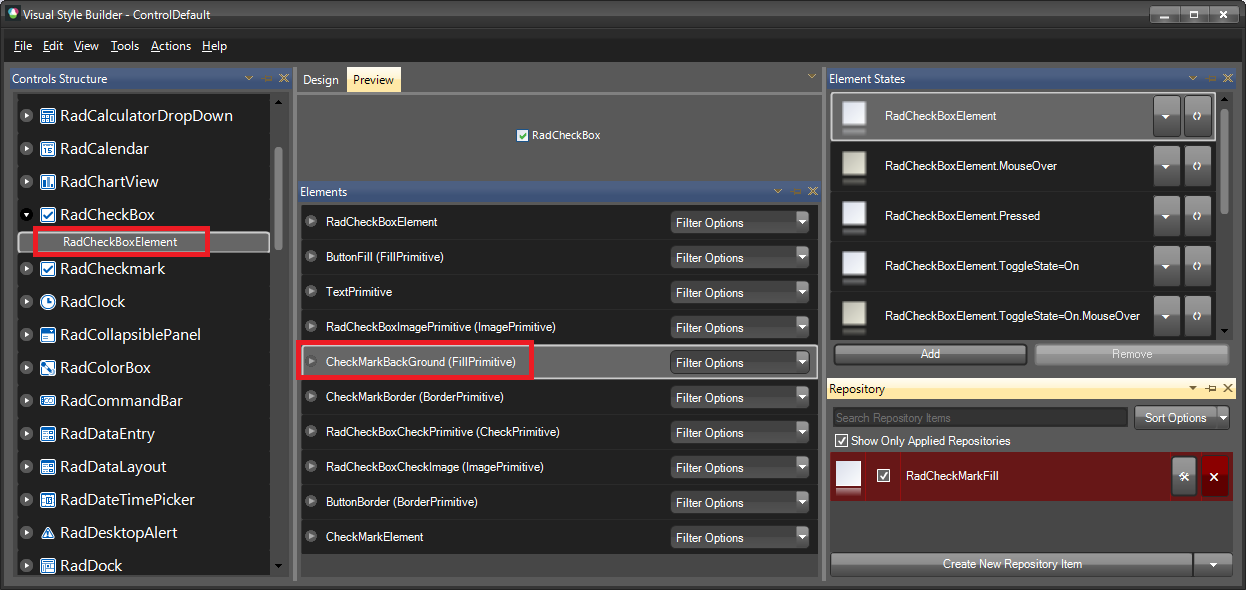 Visual Style Builder - ControlDefault
File Edit View Tools Actions Help
Controls Structure
RadCalculatorDropDown
RadCalendar
RadChartView
RadCheckBox
RadCheckBoxElement
RadCheckmark
RadClock
RadCollapsiblePanel
RadColorBox
RadCommandBar
RadDataEntry
RadDataLayout
RadDateTimePicker
RadDesktopAlert
RadDock
Design Preview
RadCheckBox
Elements
RadCheckBoxElement Filter Options
ButtonFill (FillPrimitive) Filter Options
TextPrimitive Filter Options
RadCheckBoxImagePrimitive (ImagePrimitive) Filter Options
CheckMarkBackGround (FillPrimitive) Filter Options
CheckMarkBorder (BorderPrimitive) Filter Options
RadCheckBoxCheckPrimitive (CheckPrimitive) Filter Options
RadCheckBoxCheckImage (ImagePrimitive) Filter Options
ButtonBorder (BorderPrimitive) Filter Options
CheckMarkElement Filter Options
Element States
RadCheckBoxElement
RadCheckBoxElement.MouseOver
RadCheckBoxElement.Pressed
RadCheckBoxElement.ToggleState=On
RadCheckBoxElement.ToggleState=On.MouseOver
Add Remove
Repository
Search Repository Items Sort Options
Show Only Applied Repositories
RadCheckMarkFill
Create New Repository Item